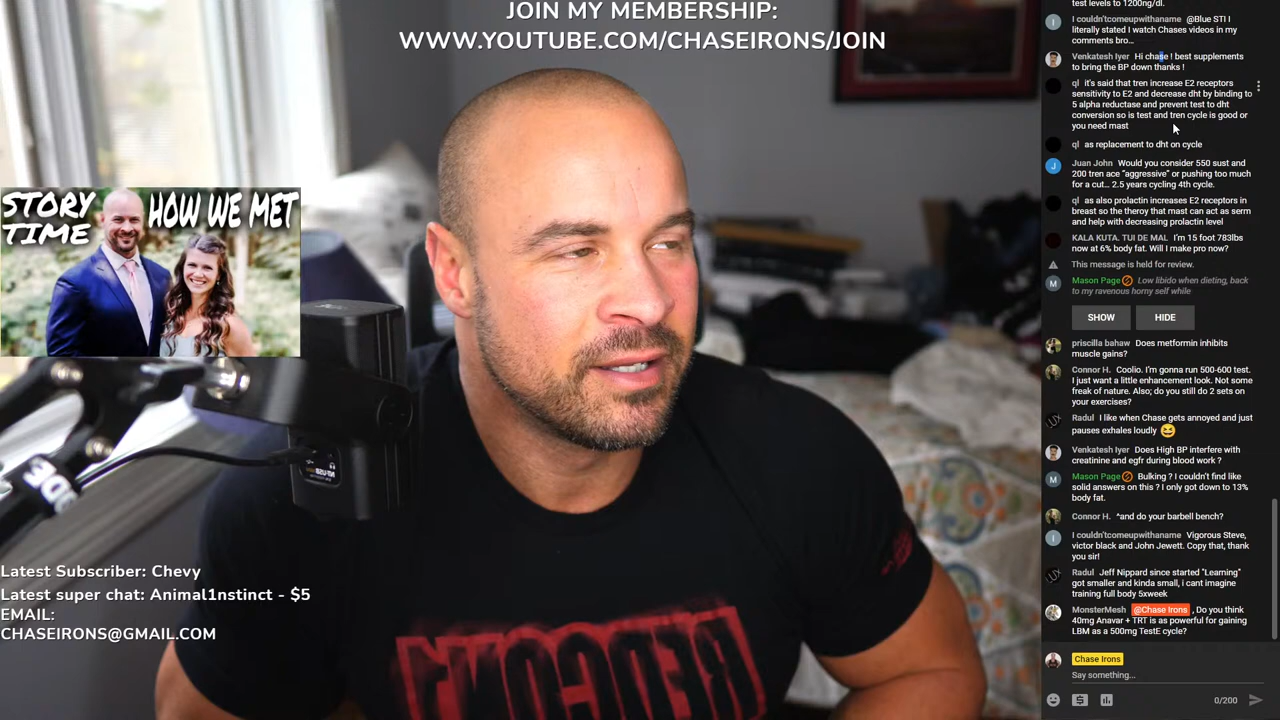 JOIN MY MEMBERSHIP:
WWW.YOUTUBE.COM/CHASEIRONS/JOIN
STORY
TIME
HOW WE MET
Latest Subscriber: Chevy
Latest super chat: Animal1nstinct - $5
EMAIL:
CHASEIRONS@GMAIL.COM
REDCON1
test levels to 1200ng/dl.
I couldn'tcomeupwithaname @Blue STI I
literally stated I watch Chases videos in my
comments bro...
Venkatesh Iyer Hi chase ! best supplements
to bring the BP down thanks !
ql it's said that tren increase E2 receptors
sensitivity to E2 and decrease dht by binding to
5 alpha reductase and prevent test to dht
conversion so is test and tren cycle is good or
you need mast
ql as replacement to dht on cycle
Juan John Would you consider 550 sust and
200 tren ace “aggressive” or pushing too much
for a cut... 2.5 years cycling 4th cycle.
ql as also prolactin increases E2 receptors in
breast so the theroy that mast can act as serm
and help with decreasing prolactin level
KALA KUTA. TUI DE MAL I'm 15 foot 783lbs
now at 6% body fat. Will I make pro now?
This message is held for review.
Mason Page Low libido when dieting, back
to my ravenous horny self while
SHOW HIDE
priscilla bahaw Does metformin inhibits
muscle gains?
Connor H. Coolio. I'm gonna run 500-600 test.
I just want a little enhancement look. Not some
freak of nature. Also; do you still do 2 sets on
your exercises?
Radul I like when Chase gets annoyed and just
pauses exhales loudly 😆
Venkatesh Iyer Does High BP interfere with
creatinine and egfr during blood work ?
Mason Page Bulking ? I couldn't find like
solid answers on this ? I only got down to 13%
body fat.
Connor H. ^and do your barbell bench?
I couldn'tcomeupwithaname Vigorous Steve,
victor black and John Jewett. Copy that, thank
you sir!
Radul Jeff Nippard since started "Learning"
got smaller and kinda small, i cant imagine
training full body 5xweek
MonsterMesh @Chase Irons , Do you think
40mg Anavar + TRT is as powerful for gaining
LBM as a 500mg TestE cycle?
Chase Irons
Say something...
0/200